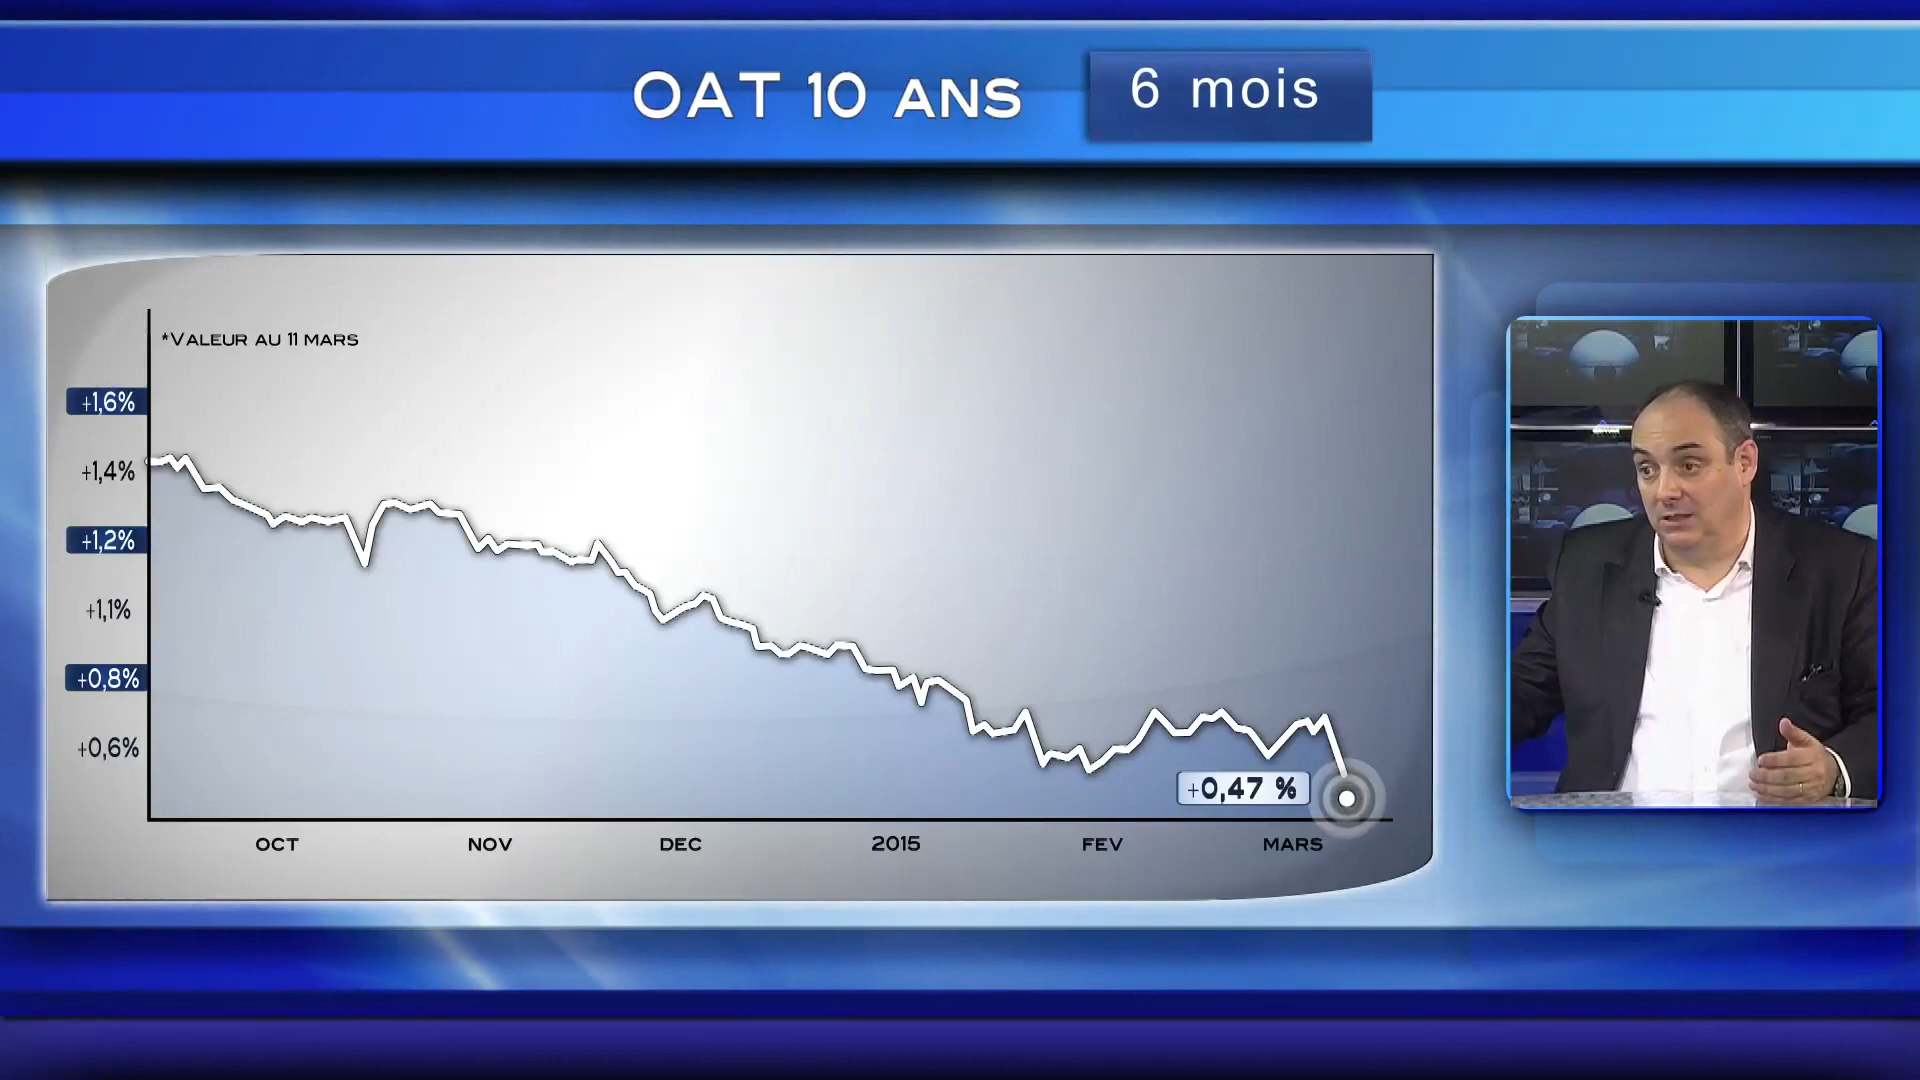 OAT 10 ANS
6 mois
*VALEUR AU 11 MARS
+1,6%
+1,4%
+1,2%
+1,1%
+0,8%
+0,6%
+0,47 %
OCT NOV DEC 2015 FEV MARS